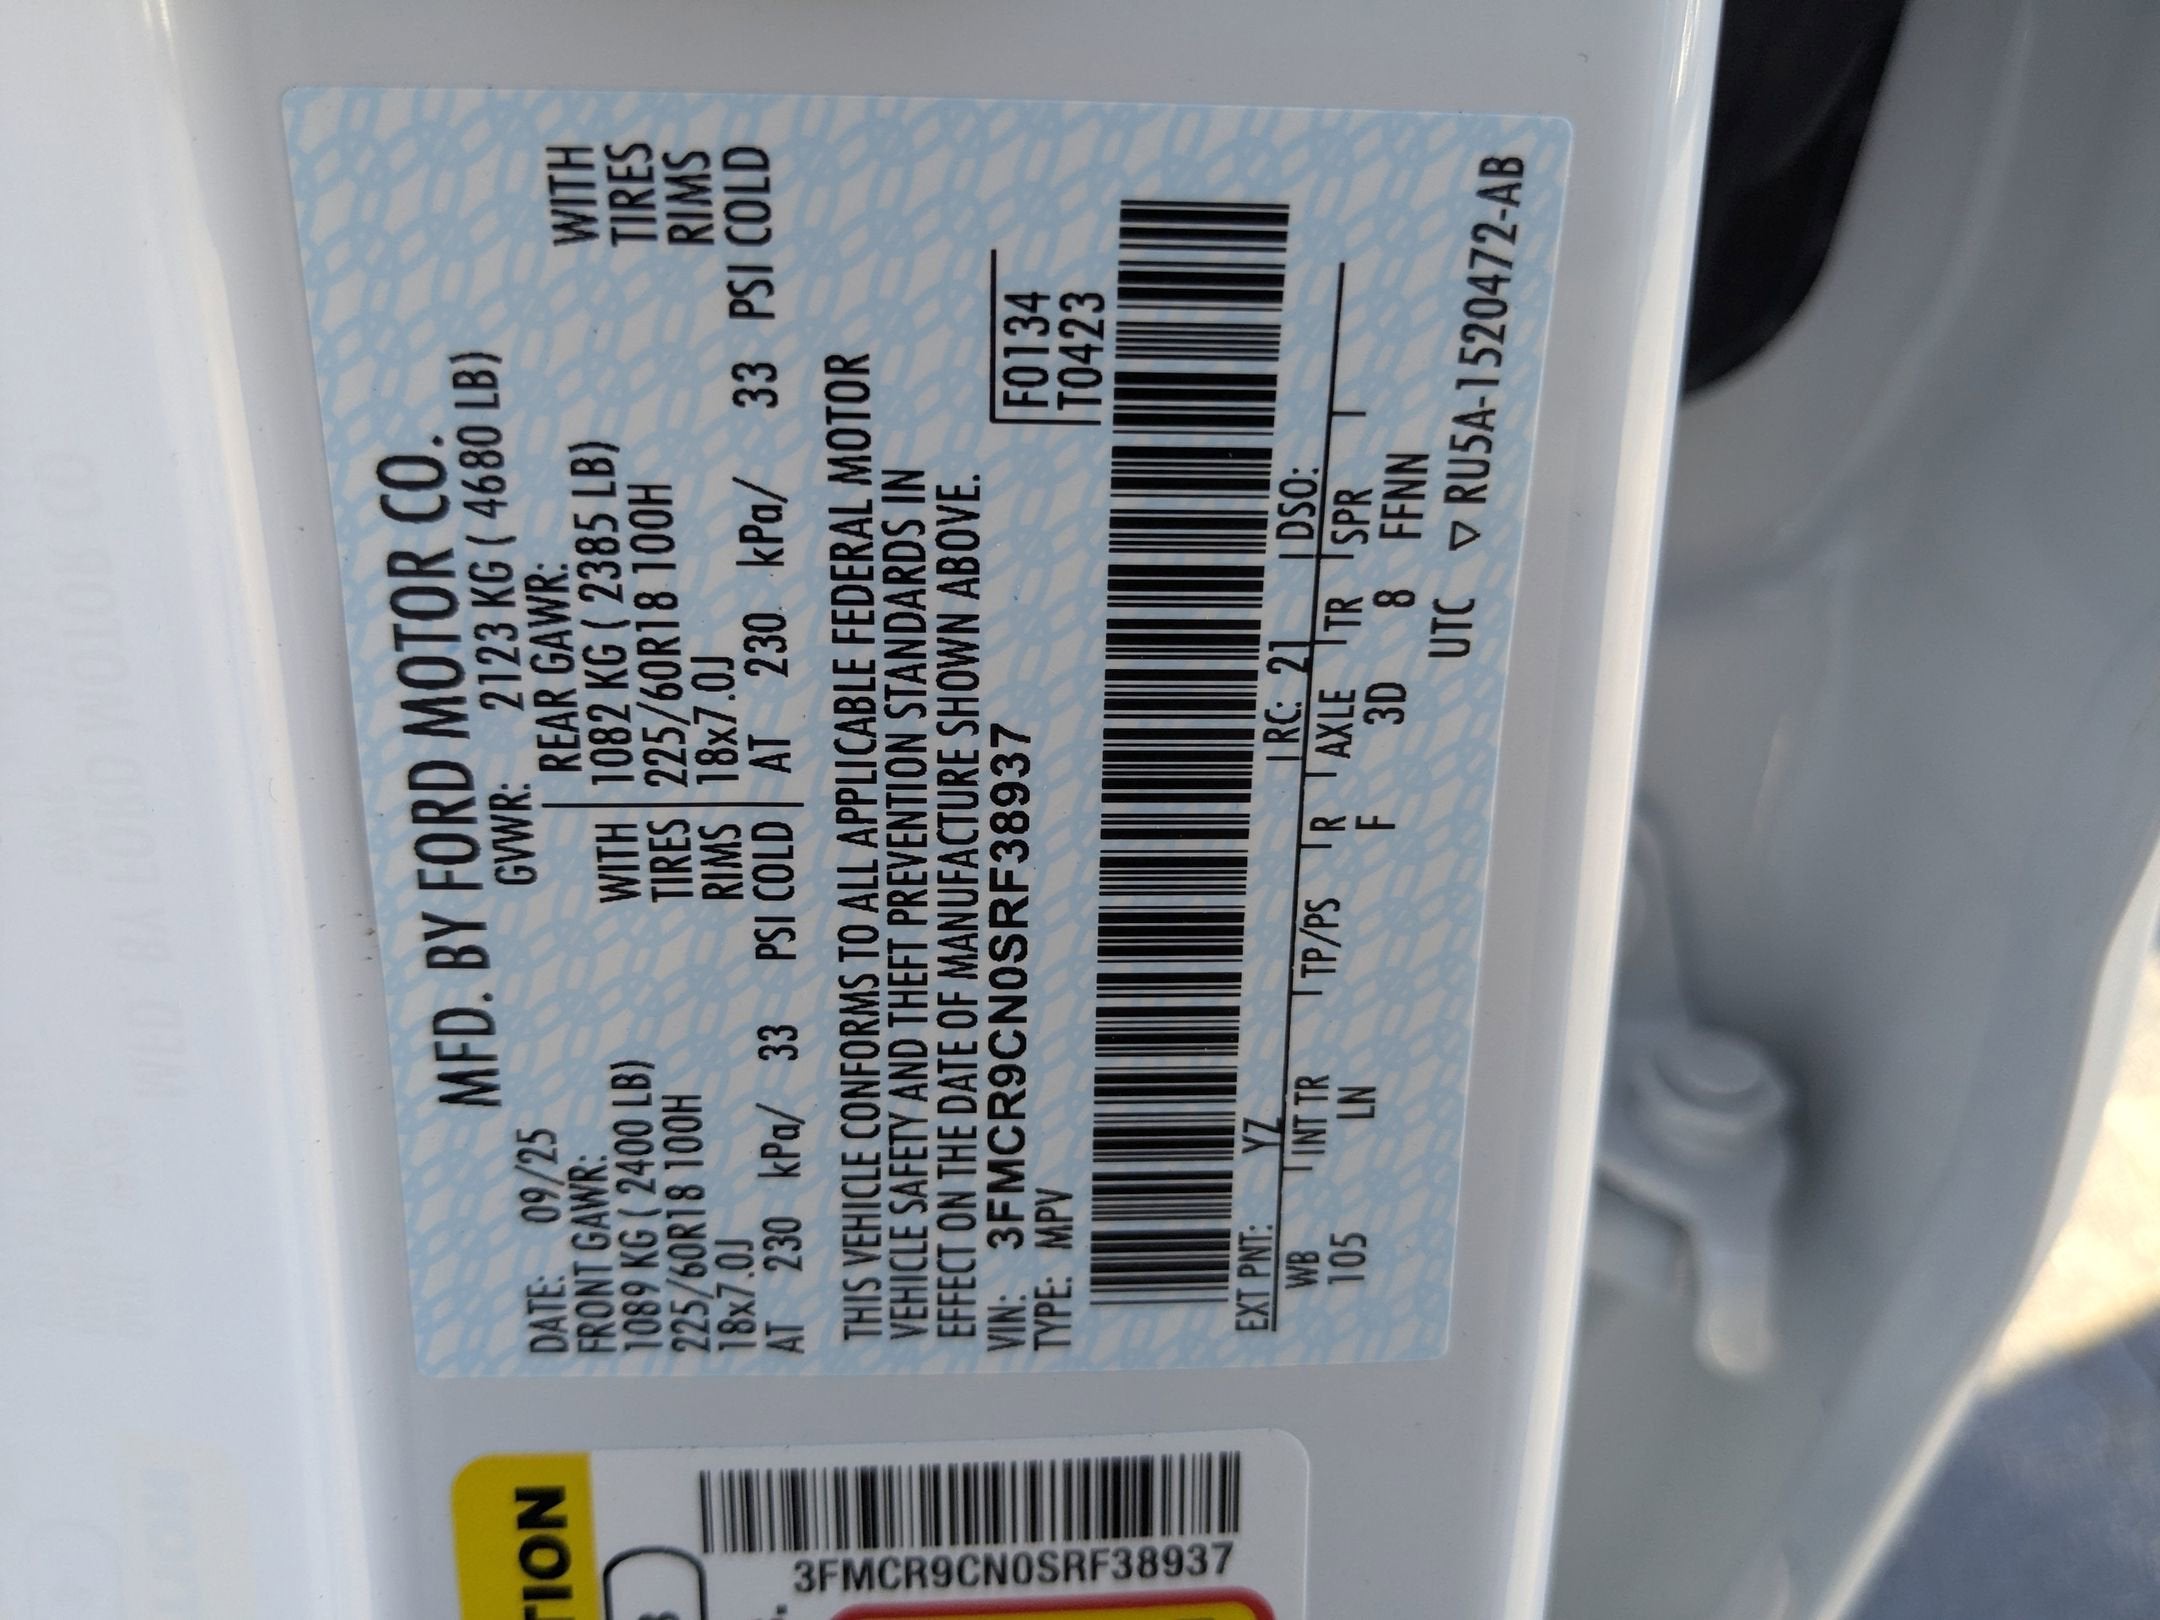 MFD. BY FORD MOTOR CO.
DATE: 09/25 GVWR: 2123 KG ( 4680 LB)
FRONT GAWR: REAR GAWR:
1089 KG ( 2400 LB) WITH 1082 KG ( 2385 LB) WITH
225/60R18 100H TIRES 225/60R18 100H TIRES
18x7.0J RIMS 18x7.0J RIMS
AT 230 kPa/ 33 PSI COLD AT 230 kPa/ 33 PSI COLD
THIS VEHICLE CONFORMS TO ALL APPLICABLE FEDERAL MOTOR
VEHICLE SAFETY AND THEFT PREVENTION STANDARDS IN
EFFECT ON THE DATE OF MANUFACTURE SHOWN ABOVE.
VIN: 3FMCR9CN0SRF38937 F0134
TYPE: MPV T0423
EXT PNT: YZ RC: 21 DSO:
WB INT TR TP/PS R AXLE TR SPR
105 LN F 3D 8 FFNN
UTC ▽ RU5A-1520472-AB
3FMCR9CN0SRF38937